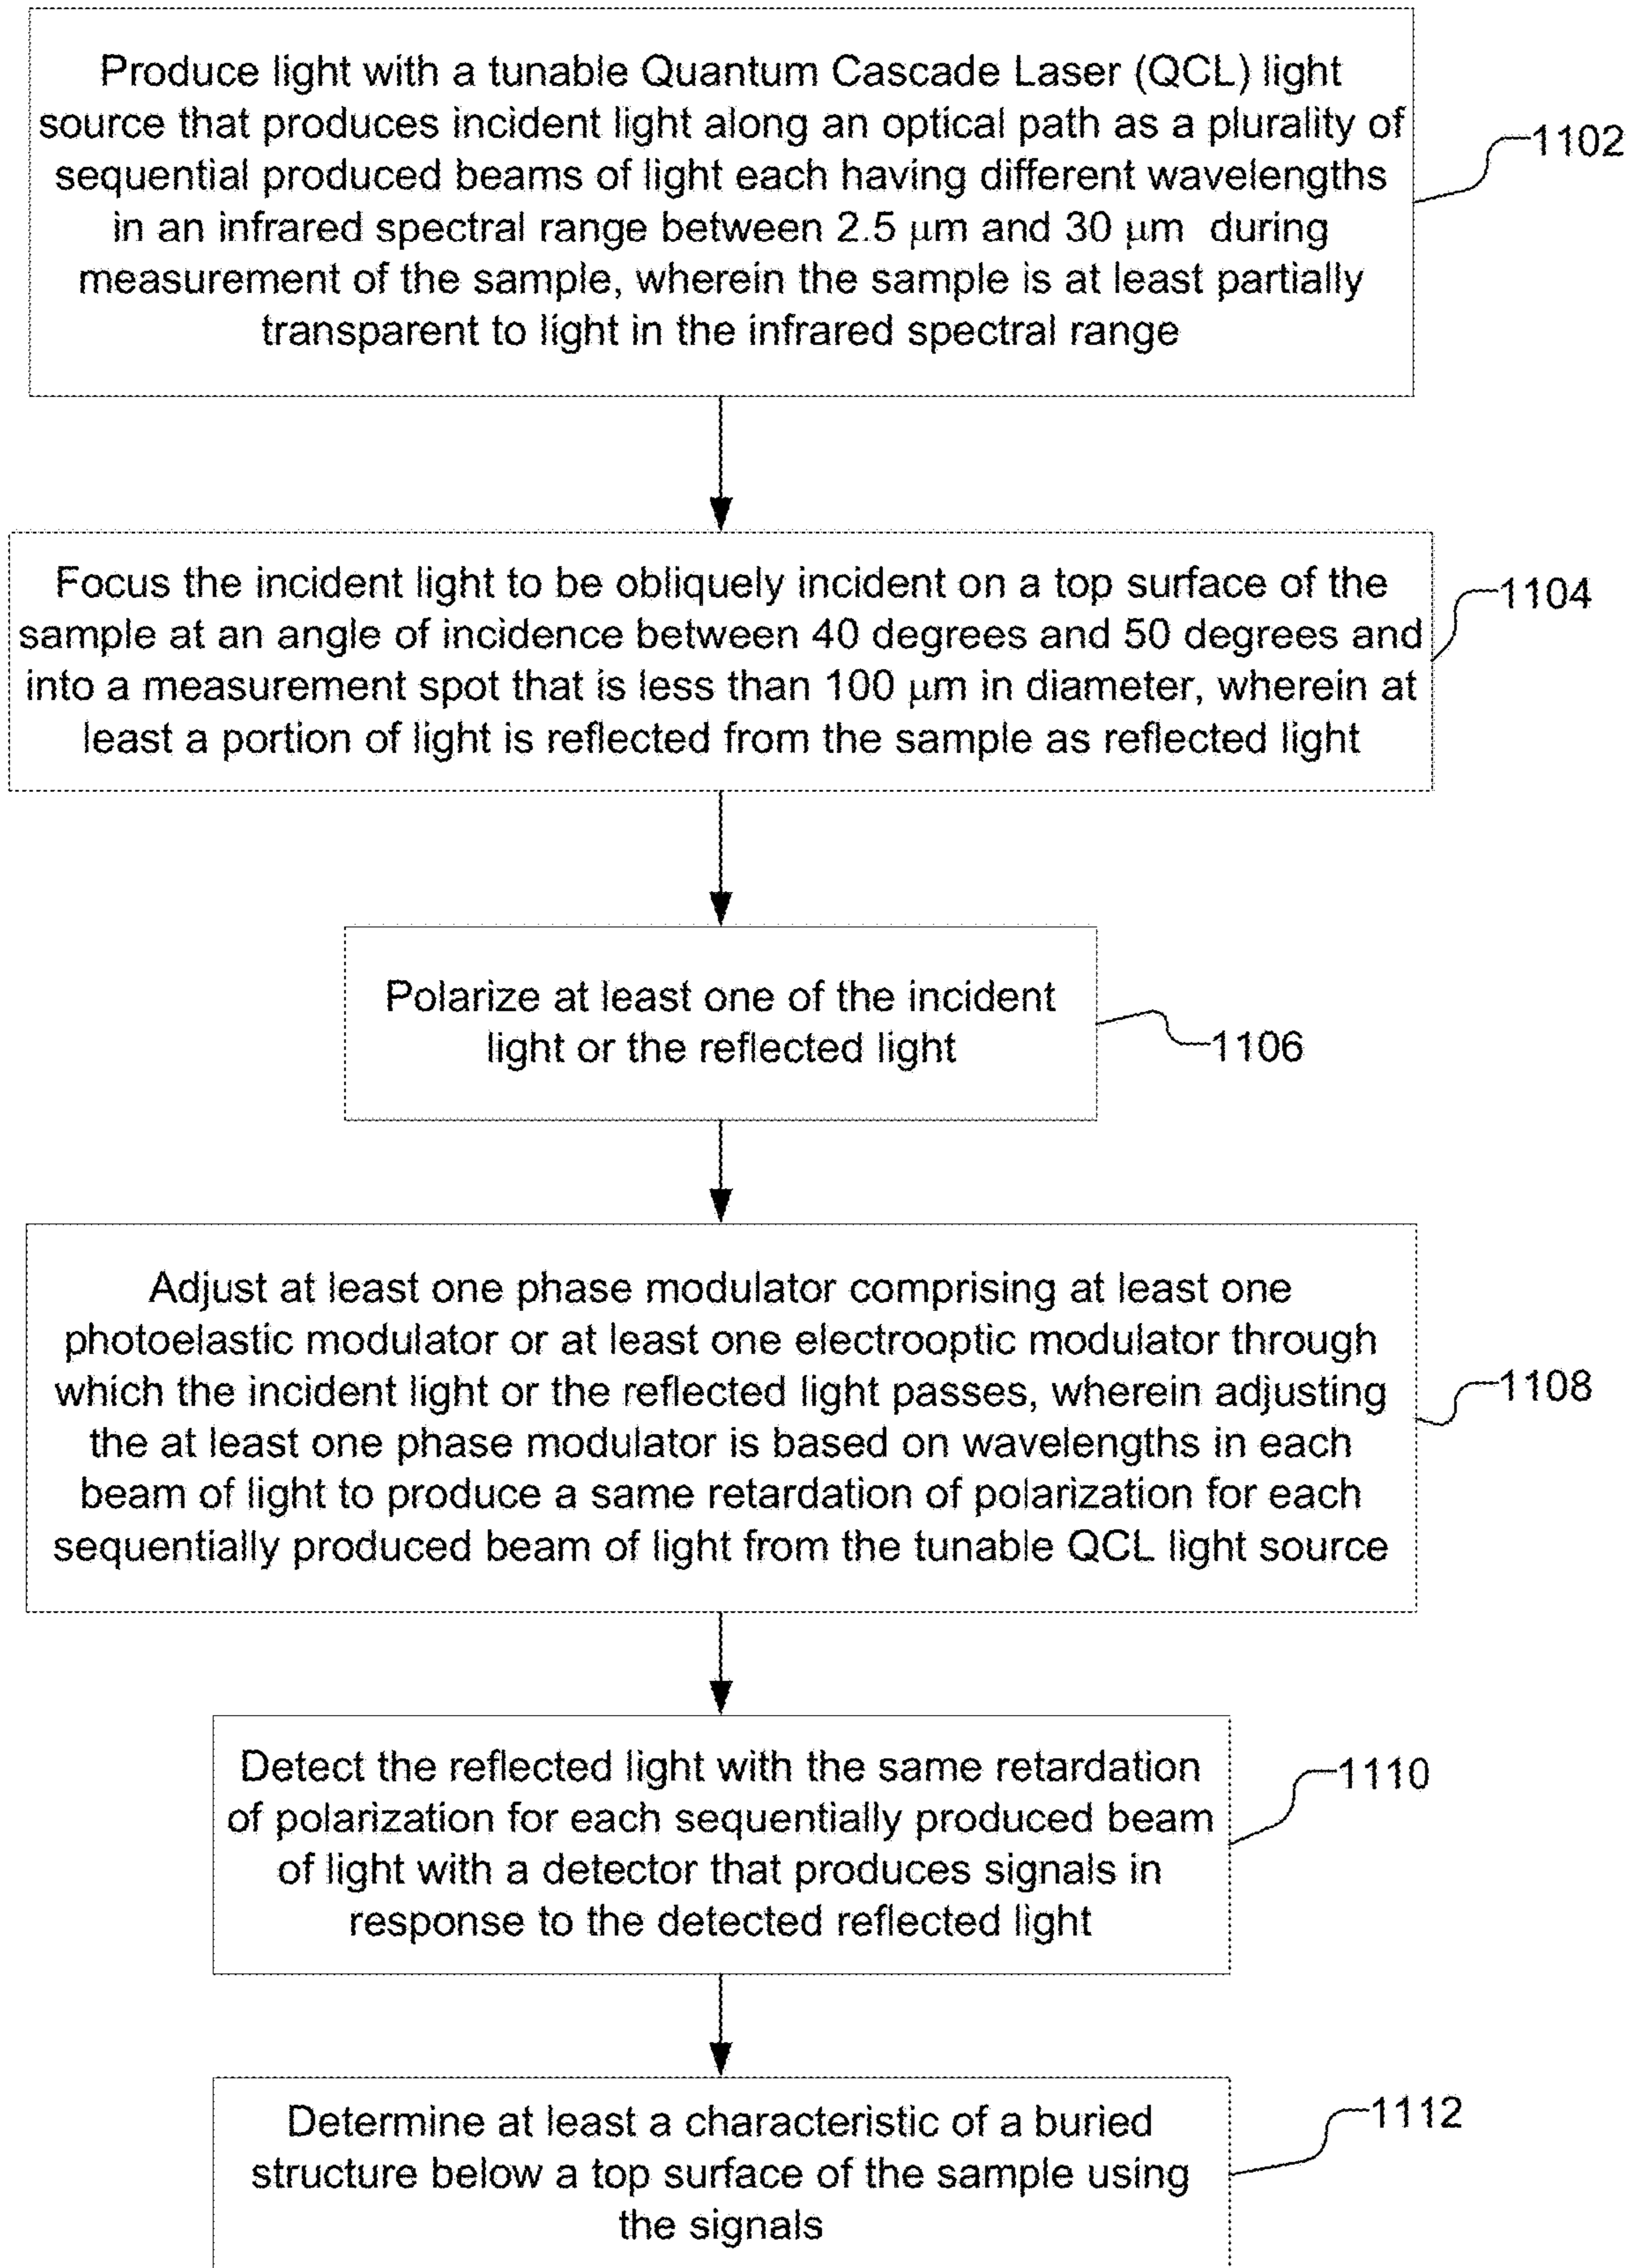 Produce light with a tunable Quantum Cascade Laser (QCL) light
source that produces incident light along an optical path as a plurality of
sequential produced beams of light each having different wavelengths
in an infrared spectral range between 2.5 μm and 30 μm during
measurement of the sample, wherein the sample is at least partially
transparent to light in the infrared spectral range
1102
Focus the incident light to be obliquely incident on a top surface of the
sample at an angle of incidence between 40 degrees and 50 degrees and
into a measurement spot that is less than 100 μm in diameter, wherein at
least a portion of light is reflected from the sample as reflected light
1104
Polarize at least one of the incident
light or the reflected light
1106
Adjust at least one phase modulator comprising at least one
photoelastic modulator or at least one electrooptic modulator through
which the incident light or the reflected light passes, wherein adjusting
the at least one phase modulator is based on wavelengths in each
beam of light to produce a same retardation of polarization for each
sequentially produced beam of light from the tunable QCL light source
1108
Detect the reflected light with the same retardation
of polarization for each sequentially produced beam
of light with a detector that produces signals in
response to the detected reflected light
1110
Determine at least a characteristic of a buried
structure below a top surface of the sample using
the signals
1112